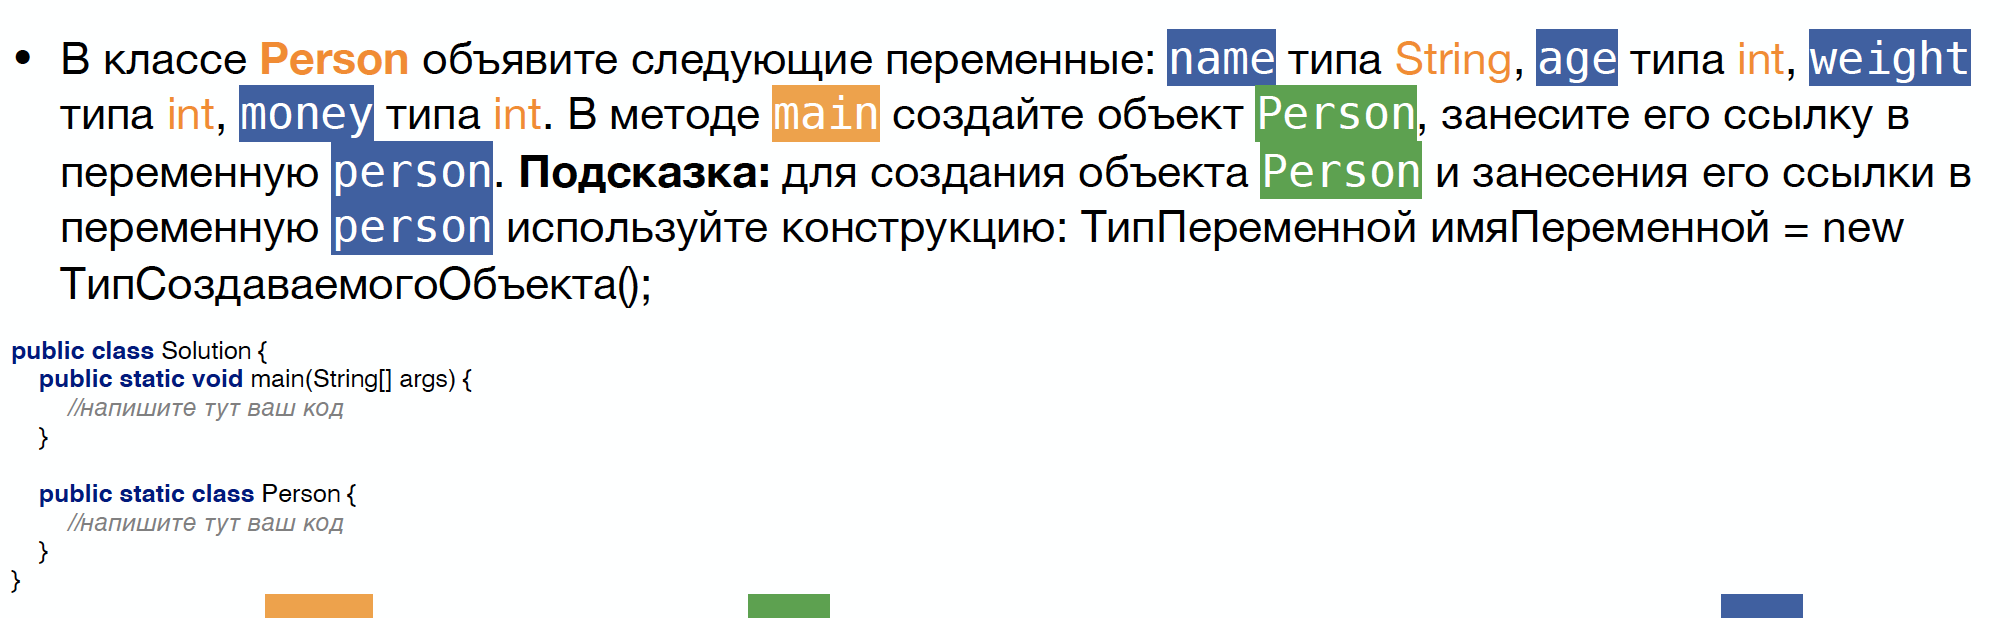 • В классе Person объявите следующие переменные: name типа String, age типа int, weight
типа int, money типа int. В методе main создайте объект Person, занесите его ссылку в
переменную person. Подсказка: для создания объекта Person и занесения его ссылки в
переменную person используйте конструкцию: ТипПеременной имяПеременной = new
ТипСоздаваемогоОбъекта();
public class Solution {
public static void main(String[] args) {
//напишите тут ваш код
}
public static class Person {
//напишите тут ваш код
}
}